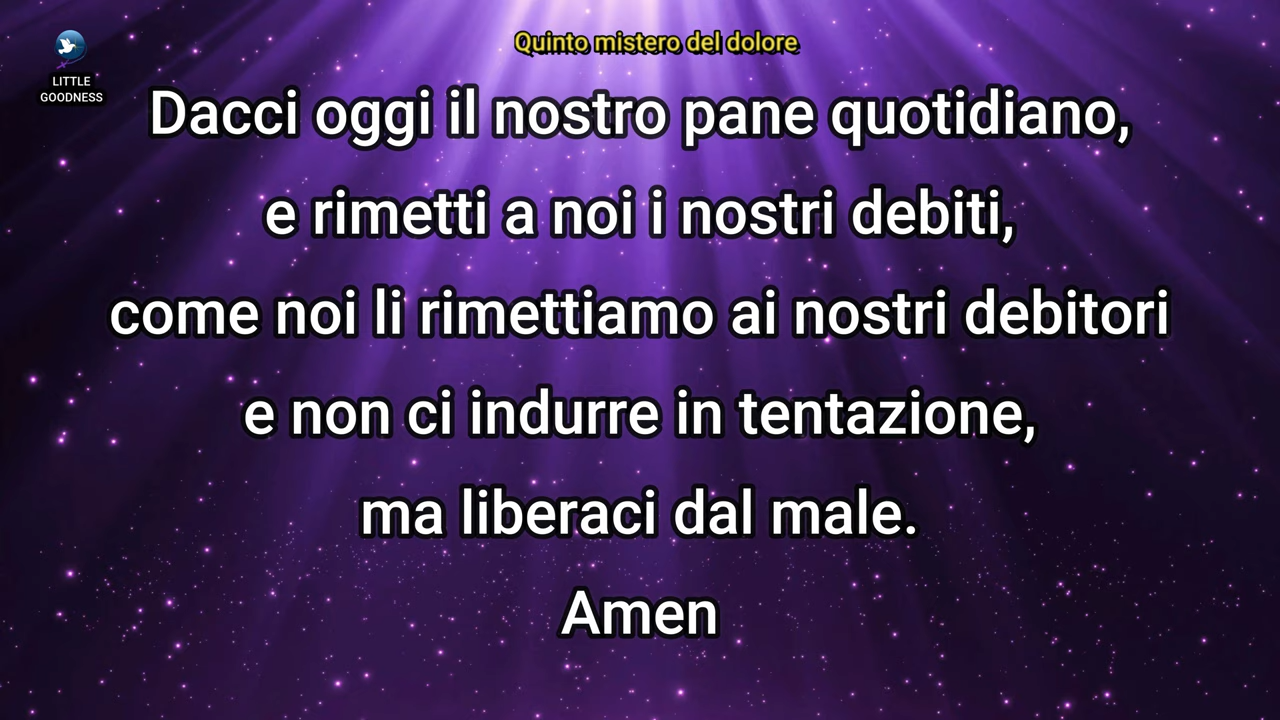 Quinto mistero del dolore
LITTLE
GOODNESS
Dacci oggi il nostro pane quotidiano,
e rimetti a noi i nostri debiti,
come noi li rimettiamo ai nostri debitori
e non ci indurre in tentazione,
ma liberaci dal male.
Amen